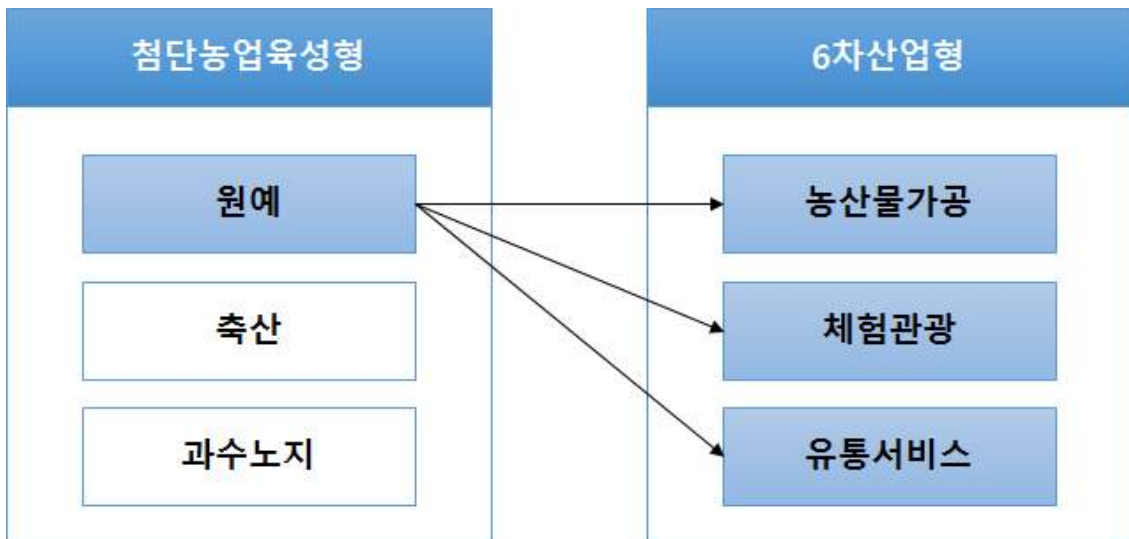 첨단농업육성형
원예
축산
과수노지
6차산업형
농산물가공
체험관광
유통서비스